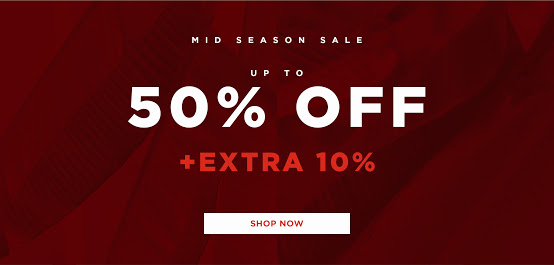 MID SEASON SALE
UP TO
50% OFF
+EXTRA 10%
SHOP NOW